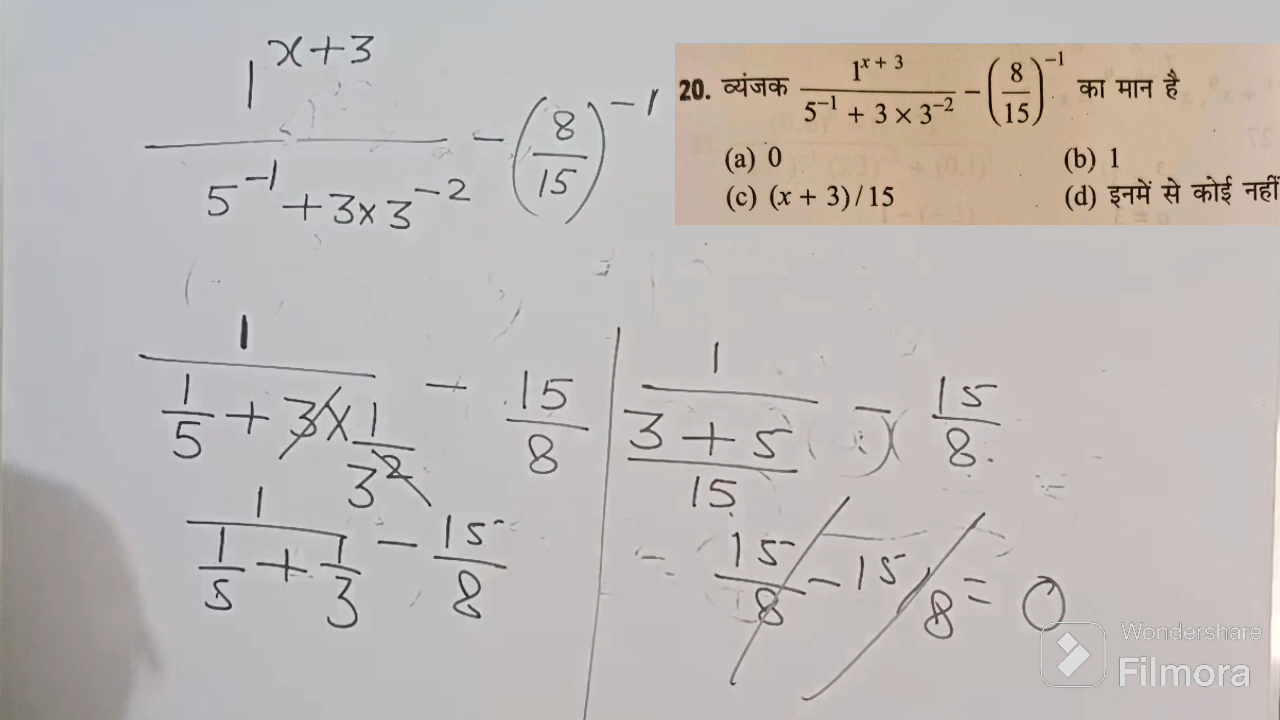 1^{x+3} / (5^{-1} + 3×3^{-2}) - (8/15)^{-1}
20. व्यंजक 1^{x + 3} / (5^{-1} + 3 × 3^{-2}) - (8/15)^{-1} का मान है
(a) 0 (b) 1
(c) (x + 3)/15 (d) इनमें से कोई नहीं
1 / (1/5 + 3×1/3^2) - 15/8
1 / (1/5 + 1/3) - 15/8
1 / ((3 + 5)/15) - 15/8
= 15/8 - 15/8 = 0
Wondershare
Filmora